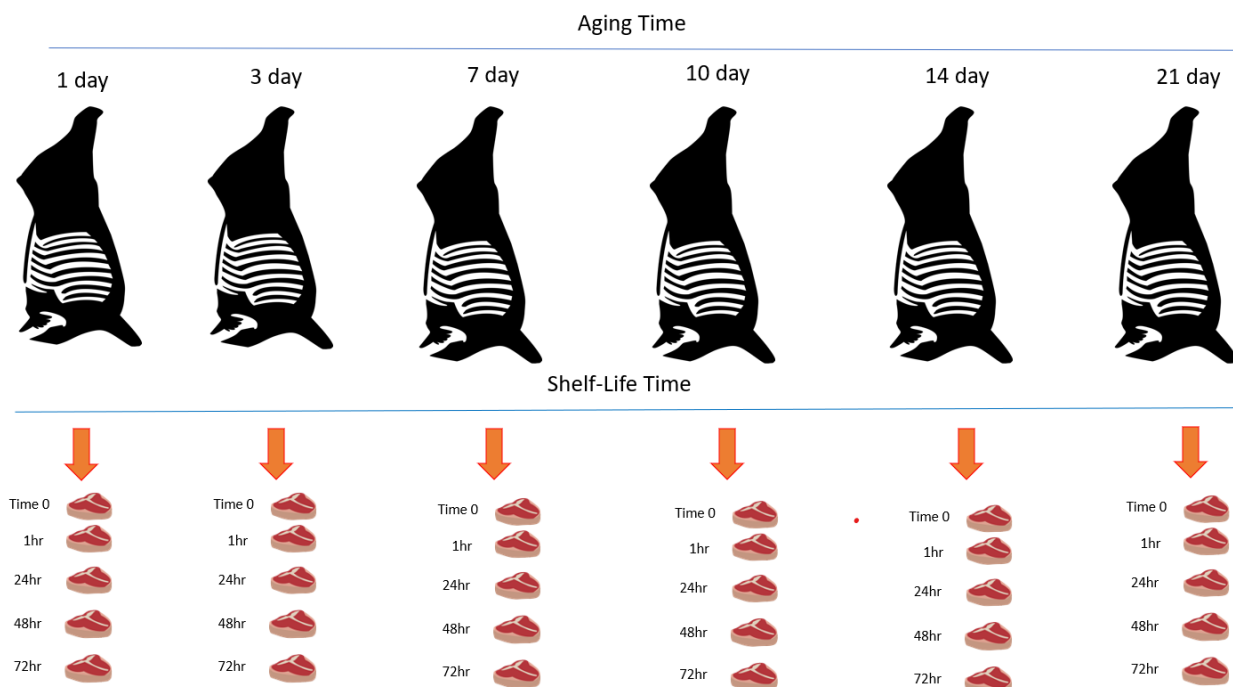 Aging Time
1 day 3 day 7 day 10 day 14 day 21 day
Shelf-Life Time
Time 0 Time 0 Time 0 Time 0 Time 0 Time 0
1hr 1hr 1hr 1hr 1hr 1hr
24hr 24hr 24hr 24hr 24hr 24hr
48hr 48hr 48hr 48hr 48hr 48hr
72hr 72hr 72hr 72hr 72hr 72hr